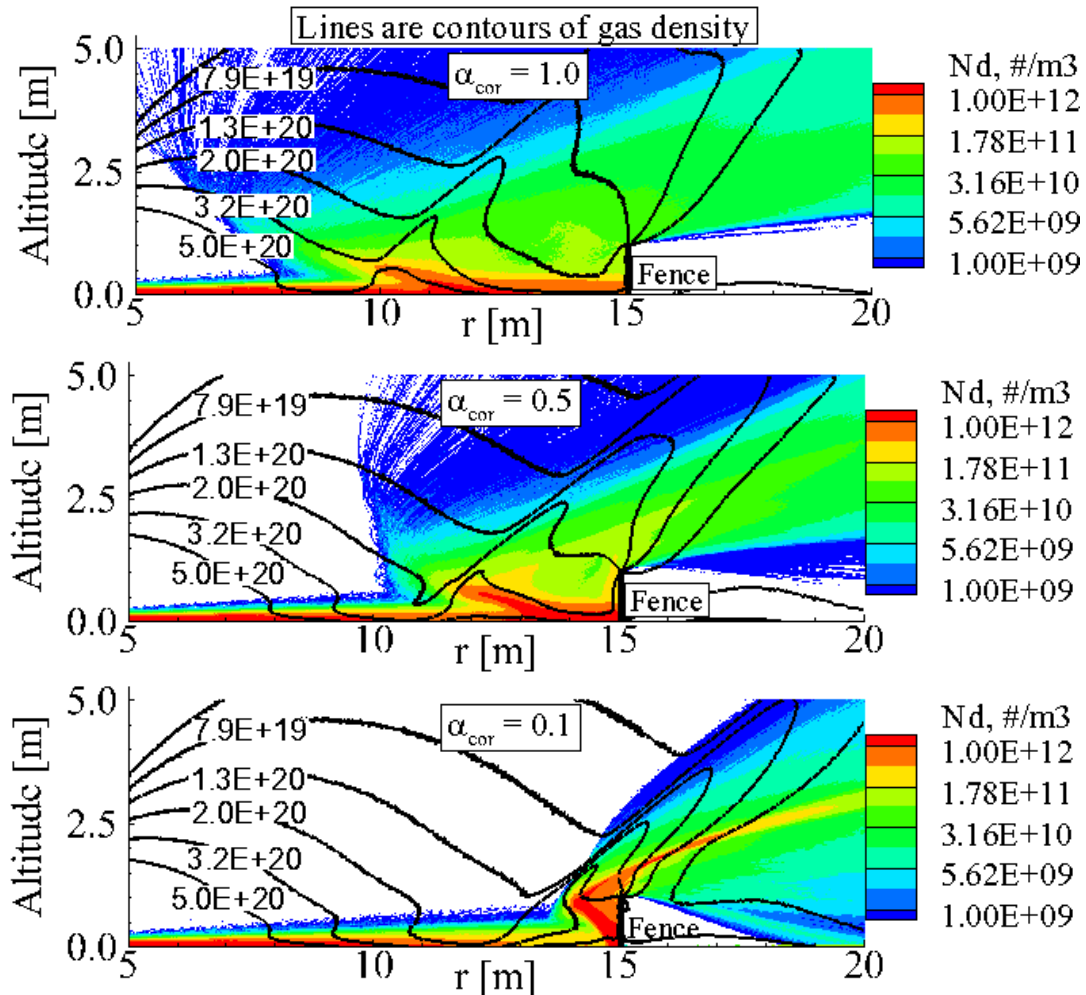 Lines are contours of gas density
5.0
7.9E+19
α_cor = 1.0
Nd, #/m3
1.3E+20
1.00E+12
2.5
2.0E+20
1.78E+11
3.2E+20
3.16E+10
5.0E+20
5.62E+09
Fence
1.00E+09
0.0
5
10
15
20
Altitude [m]
r [m]
5.0
7.9E+19
α_cor = 0.5
Nd, #/m3
1.3E+20
1.00E+12
2.5
2.0E+20
1.78E+11
3.2E+20
3.16E+10
5.0E+20
5.62E+09
Fence
1.00E+09
0.0
5
10
15
20
Altitude [m]
r [m]
5.0
7.9E+19
α_cor = 0.1
Nd, #/m3
1.3E+20
1.00E+12
2.5
2.0E+20
1.78E+11
3.2E+20
3.16E+10
5.0E+20
5.62E+09
Fence
1.00E+09
0.0
5
10
15
20
Altitude [m]
r [m]